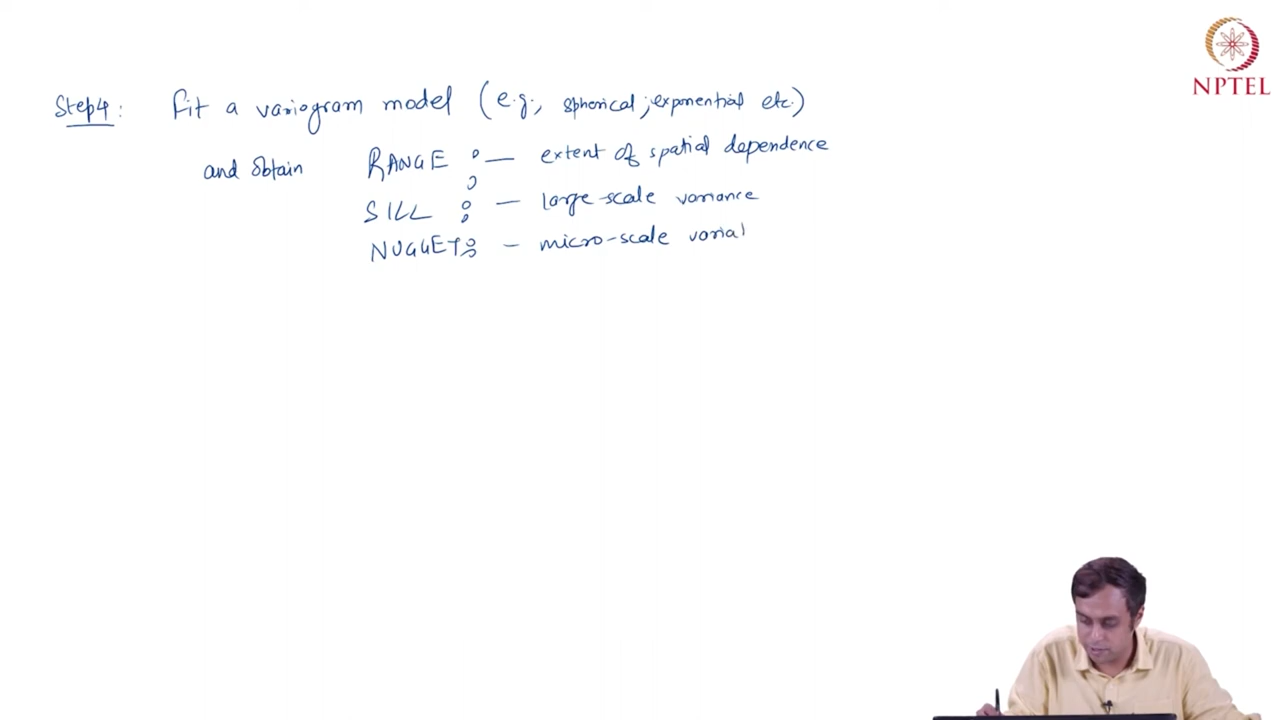 NPTEL
Step4: Fit a variogram model (e.g., spherical, exponential etc.)
and obtain RANGE : — extent of spatial dependence
SILL : — large-scale variance
NUGGET : — micro-scale varial